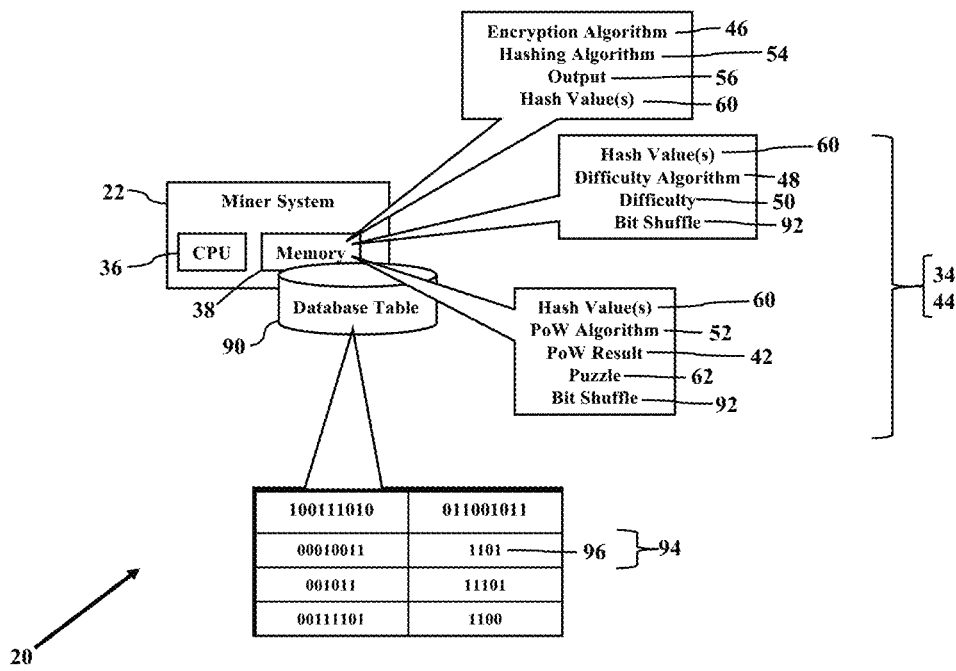 Encryption Algorithm 46
Hashing Algorithm 54
Output 56
Hash Value(s) 60
Hash Value(s) 60
Difficulty Algorithm 48
Difficulty 50
Bit Shuffle 92
22 Miner System
36 CPU
38 Memory
34
44
90 Database Table
Hash Value(s) 60
PoW Algorithm 52
PoW Result 42
Puzzle 62
Bit Shuffle 92
100111010 011001011
00010011 1101 96 94
001011 11101
00111101 1100
20